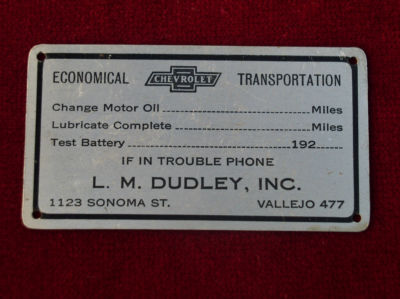 ECONOMICAL CHEVROLET TRANSPORTATION
Change Motor Oil Miles
Lubricate Complete Miles
Test Battery 192
IF IN TROUBLE PHONE
L. M. DUDLEY, INC.
1123 SONOMA ST. VALLEJO 477